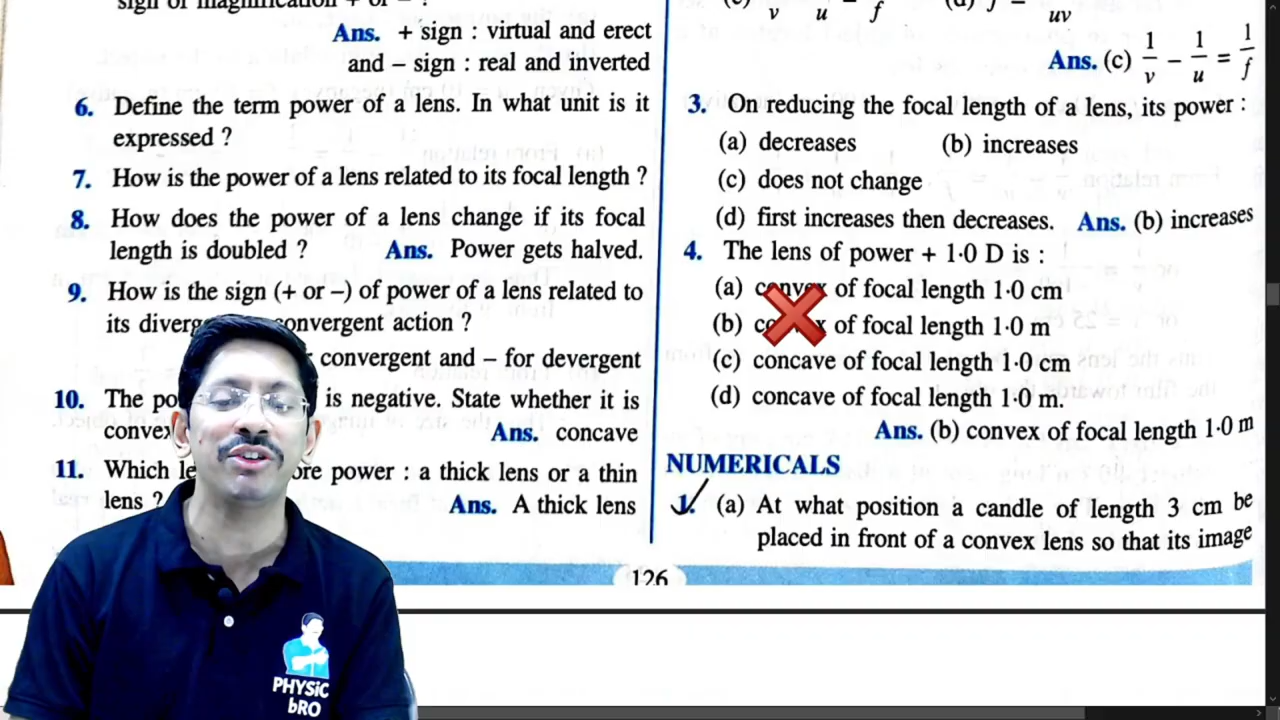 sign of magnification + or – ?
Ans. + sign : virtual and erect
and – sign : real and inverted
6. Define the term power of a lens. In what unit is it
expressed ?
7. How is the power of a lens related to its focal length ?
8. How does the power of a lens change if its focal
length is doubled ? Ans. Power gets halved.
9. How is the sign (+ or –) of power of a lens related to
its convergent action ?
convergent and – for devergent
10. The is negative. State whether it is
Ans. concave
11. Which power : a thick lens or a thin
lens ? Ans. A thick lens
v u f uv
Ans. (c) 1/v – 1/u = 1/f
3. On reducing the focal length of a lens, its power :
(a) decreases (b) increases
(c) does not change
(d) first increases then decreases. Ans. (b) increases
4. The lens of power + 1·0 D is :
(a) convex of focal length 1·0 cm
(b) of focal length 1·0 m
(c) concave of focal length 1·0 cm
(d) concave of focal length 1·0 m.
Ans. (b) convex of focal length 1·0 m
NUMERICALS
1. (a) At what position a candle of length 3 cm be
placed in front of a convex lens so that its image
126
PHYSiC
bRO